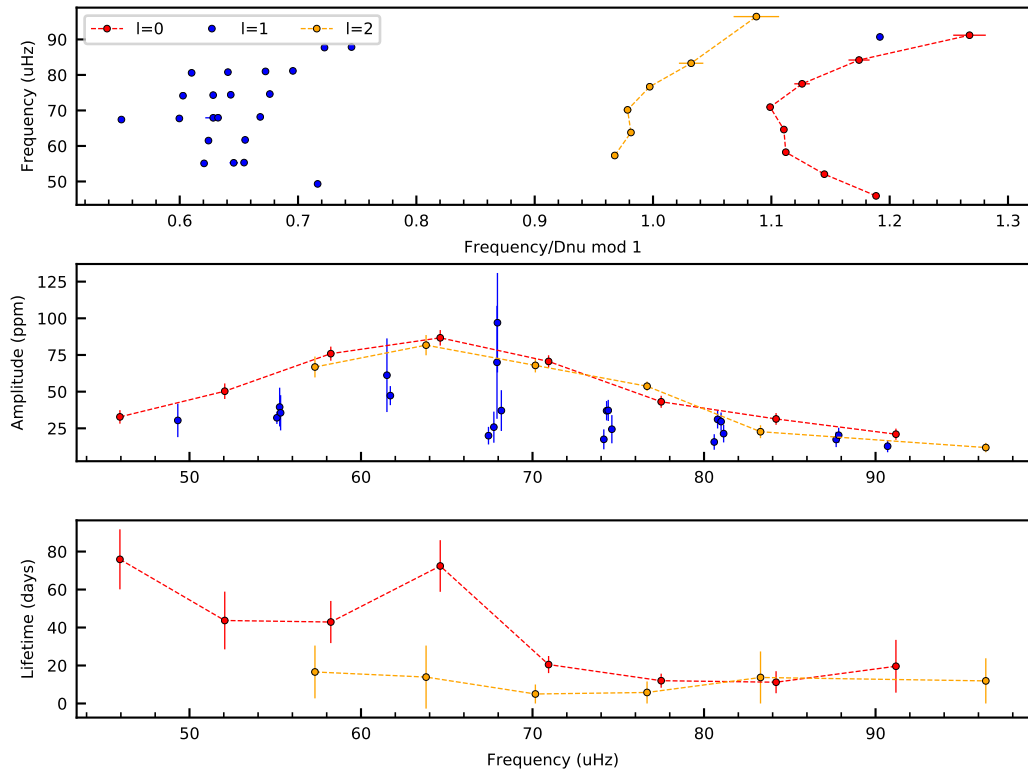 l=0 l=1 l=2
Frequency (uHz)
90
80
70
60
50
0.6 0.7 0.8 0.9 1.0 1.1 1.2 1.3
Frequency/Dnu mod 1
Amplitude (ppm)
125
100
75
50
25
50 60 70 80 90
Lifetime (days)
80
60
40
20
0
50 60 70 80 90
Frequency (uHz)